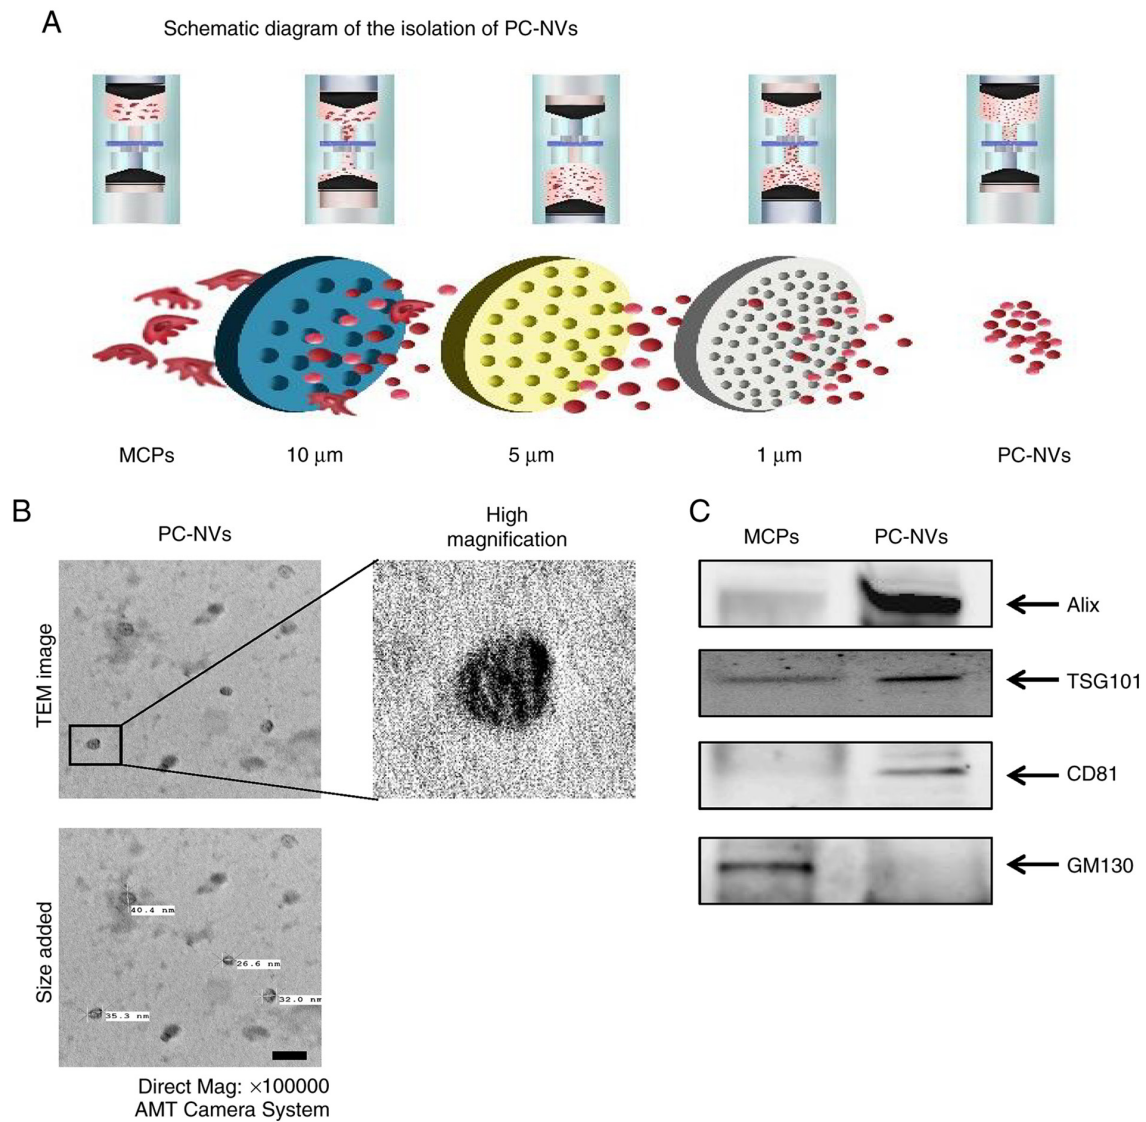 A
Schematic diagram of the isolation of PC-NVs
MCPs
10 μm
5 μm
1 μm
PC-NVs
B
PC-NVs
High
magnification
TEM image
Size added
40.4 nm
26.6 nm
32.0 nm
35.3 nm
Direct Mag: ×100000
AMT Camera System
C
MCPs
PC-NVs
Alix
TSG101
CD81
GM130